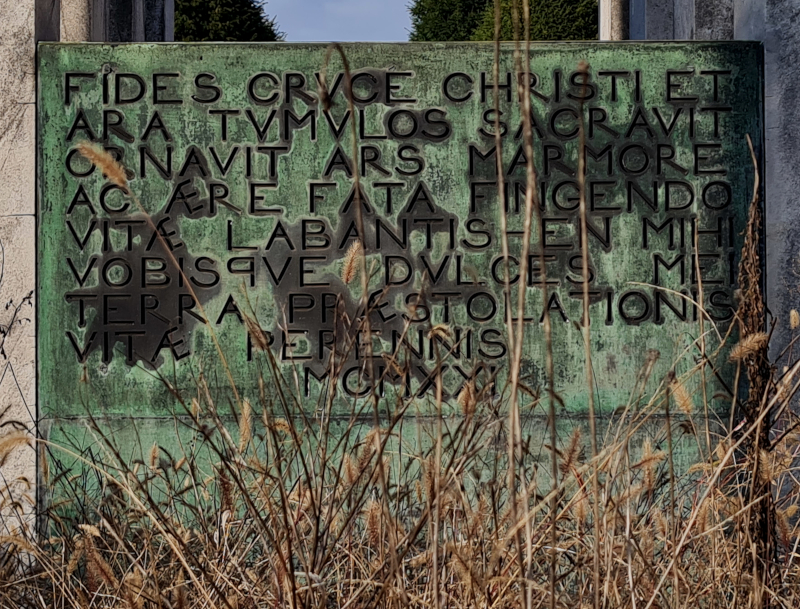 FIDES CRVCE CHRISTI ET
ARA TVMVLOS SACRAVIT
ORNAVIT ARS MARMORE
AC ÆRE FATA FINGENDO
VITÆ LABANTIS–EN MIHI
VOBISQVE DVLCES MEI
TERRA PRÆSTOLATIONIS
VITÆ PERENNIS
MCMXXI